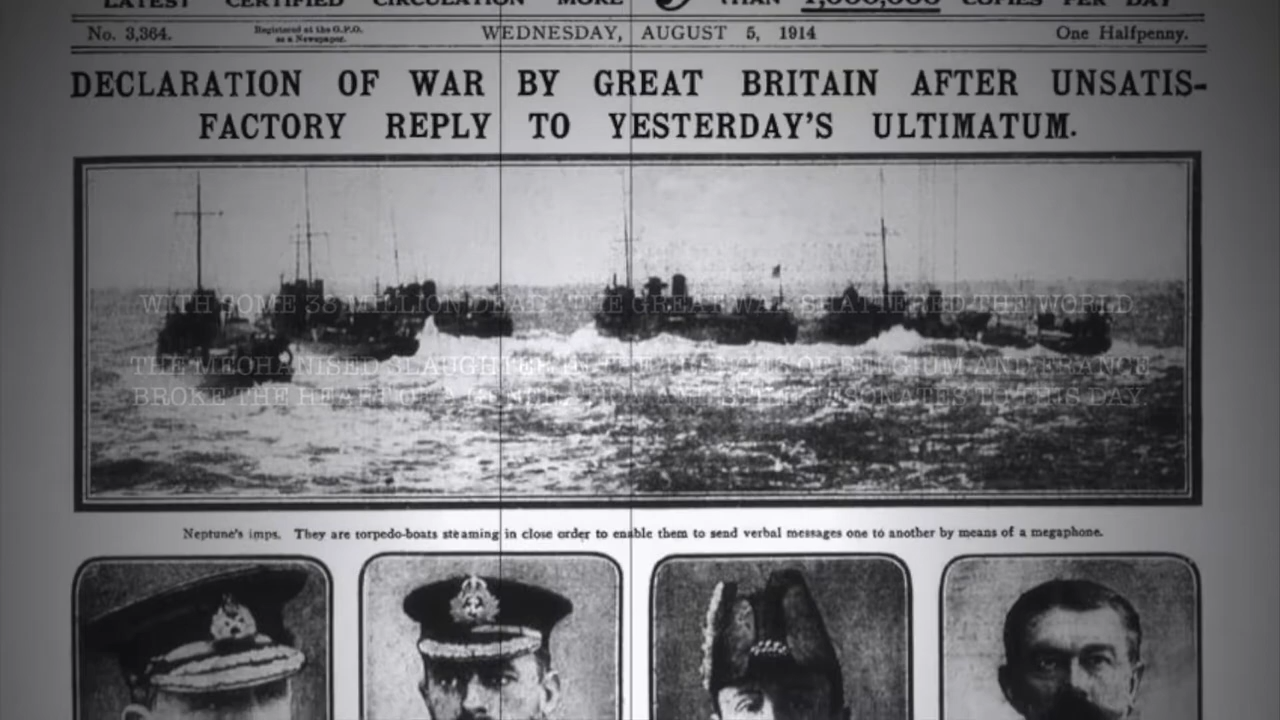 LATEST CERTIFIED CIRCULATION MORE THAN 1,000,000 COPIES PER DAY
No. 3,364. Registered at the G.P.O. as a Newspaper. WEDNESDAY, AUGUST 5, 1914 One Halfpenny.
DECLARATION OF WAR BY GREAT BRITAIN AFTER UNSATIS-
FACTORY REPLY TO YESTERDAY'S ULTIMATUM.
WITH SOME 38 MILLION DEAD, THE GREAT WAR SHATTERED THE WORLD
THE MECHANISED SLAUGHTER IN THE OF BELGIUM AND FRANCE
BROKE THE HEART OF A GENERATION AND STILL RESONATES TO THIS DAY
Neptune's imps. They are torpedo-boats steaming in close order to enable them to send verbal messages one to another by means of a megaphone.